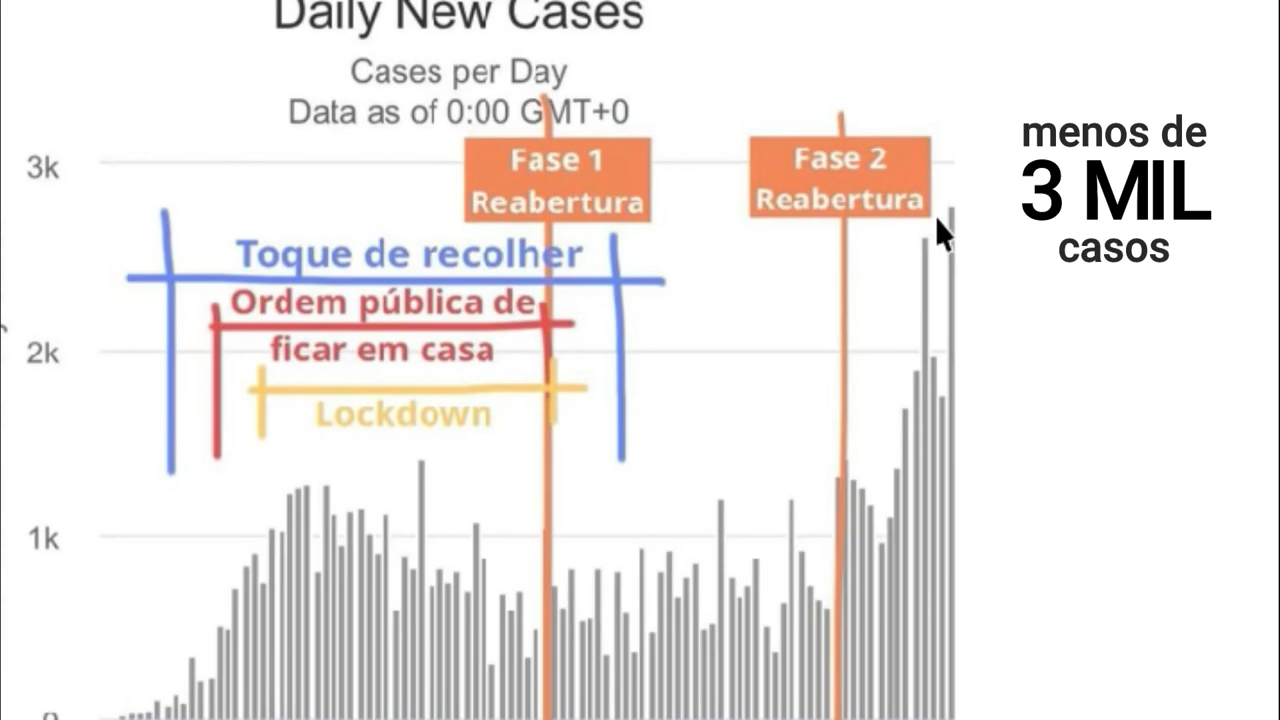 Daily New Cases
Cases per Day
Data as of 0:00 GMT+0
menos de
3 MIL
casos
3k
Fase 1
Reabertura
Fase 2
Reabertura
Toque de recolher
Ordem pública de
ficar em casa
2k
Lockdown
1k
0